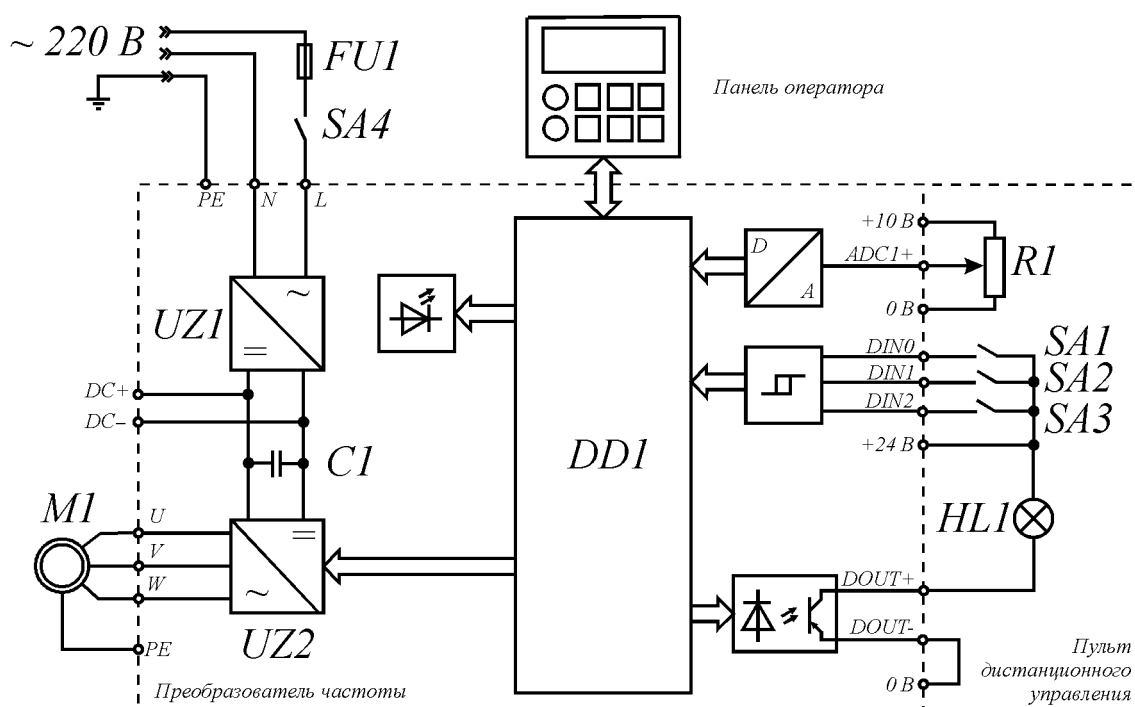 ~ 220 В
FU1
SA4
Панель оператора
PE
N
L
+10 В
ADC1+
0 В
R1
D
A
UZ1
~
=
DIN0
DIN1
DIN2
+24 В
SA1
SA2
SA3
DC+
DC–
C1
DD1
HL1
M1
U
V
W
PE
=
~
UZ2
DOUT+
DOUT-
0 В
Преобразователь частоты
Пульт
дистанционного
управления